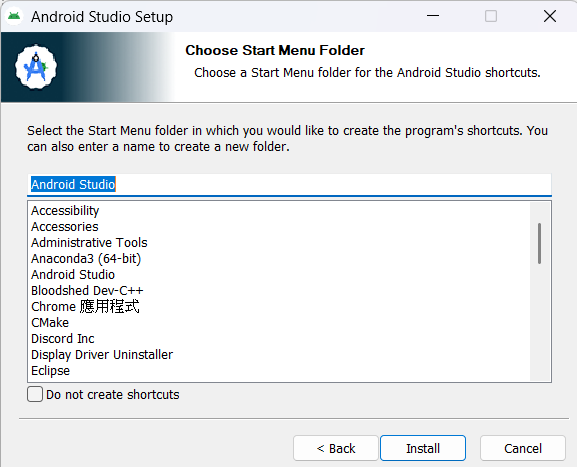 Android Studio Setup
Choose Start Menu Folder
Choose a Start Menu folder for the Android Studio shortcuts.
Select the Start Menu folder in which you would like to create the program's shortcuts. You
can also enter a name to create a new folder.
Android Studio
Accessibility
Accessories
Administrative Tools
Anaconda3 (64-bit)
Android Studio
Bloodshed Dev-C++
Chrome 應用程式
CMake
Discord Inc
Display Driver Uninstaller
Eclipse
Do not create shortcuts
< Back
Install
Cancel